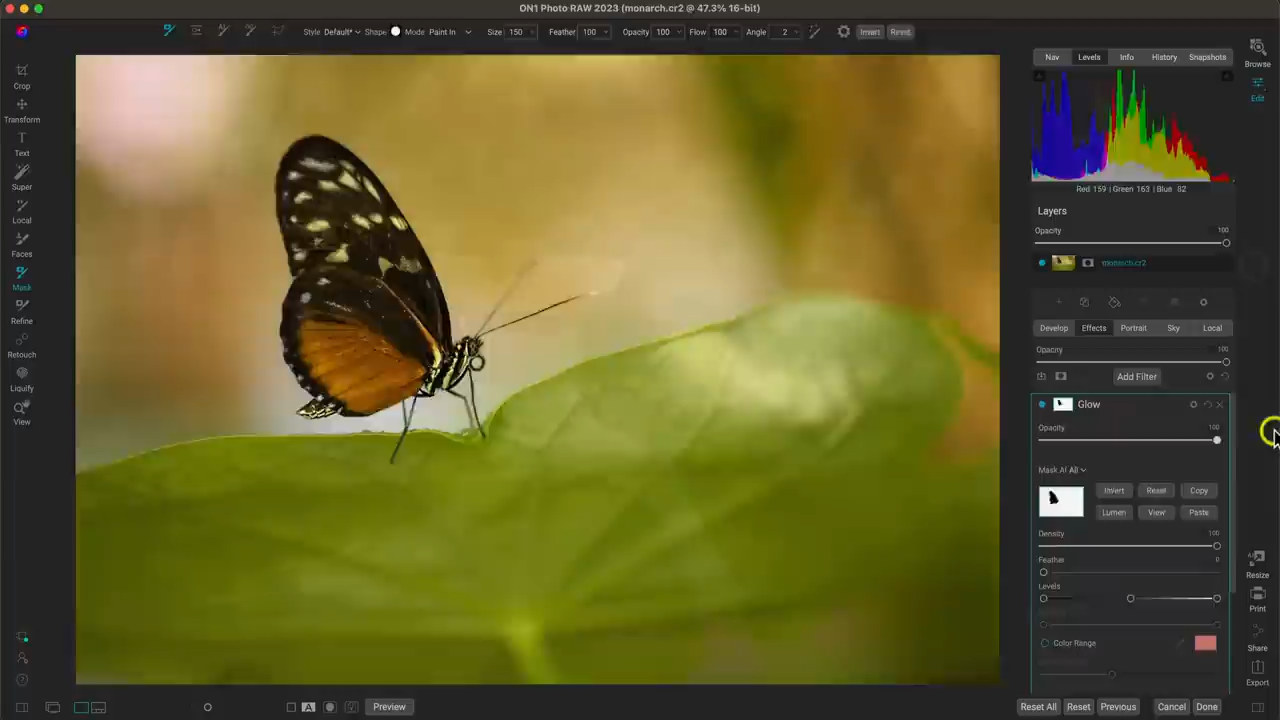 ON1 Photo RAW 2023 (monarch.cr2 @ 47.3% 16-bit)
Style Default* Shape Mode Paint In Size 150 Feather 100 Opacity 100 Flow 100 Angle 2 Invert Reset
Crop
Transform
Text
Super
Local
Faces
Mask
Refine
Retouch
Liquify
View
Nav Levels Info History Snapshots
Browse
Edit
Red 159 | Green 163 | Blue 82
Layers
Opacity 100
monarch.cr2
Develop Effects Portrait Sky Local
Opacity 100
Add Filter
Glow
Opacity 100
Mask AI All
Invert Reset Copy
Lumen View Paste
Density 100
Feather 0
Levels
Color Range
Resize
Print
Share
Export
A Preview
Reset All Reset Previous Cancel Done